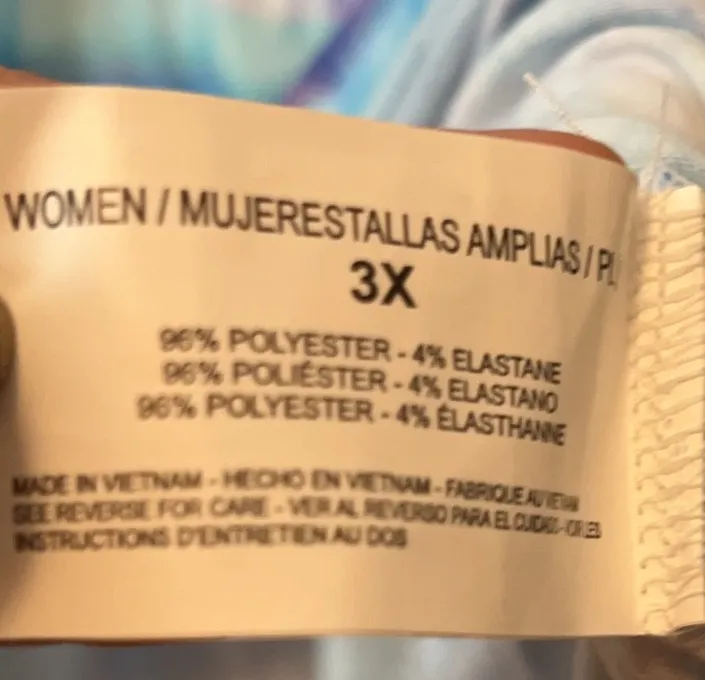 WOMEN / MUJERESTALLAS AMPLIAS /
3X
96% POLYESTER - 4% ELASTANE
96% POLIÉSTER - 4% ELASTANO
96% POLYESTER - 4% ÉLASTHANNE
MADE IN VIETNAM - HECHO EN VIETNAM - FABRIQUE AU VIETNAM
SEE REVERSE FOR CARE - VER AL REVERSO PARA EL CUIDADO -
INSTRUCTIONS D'ENTRETIEN AU DOS